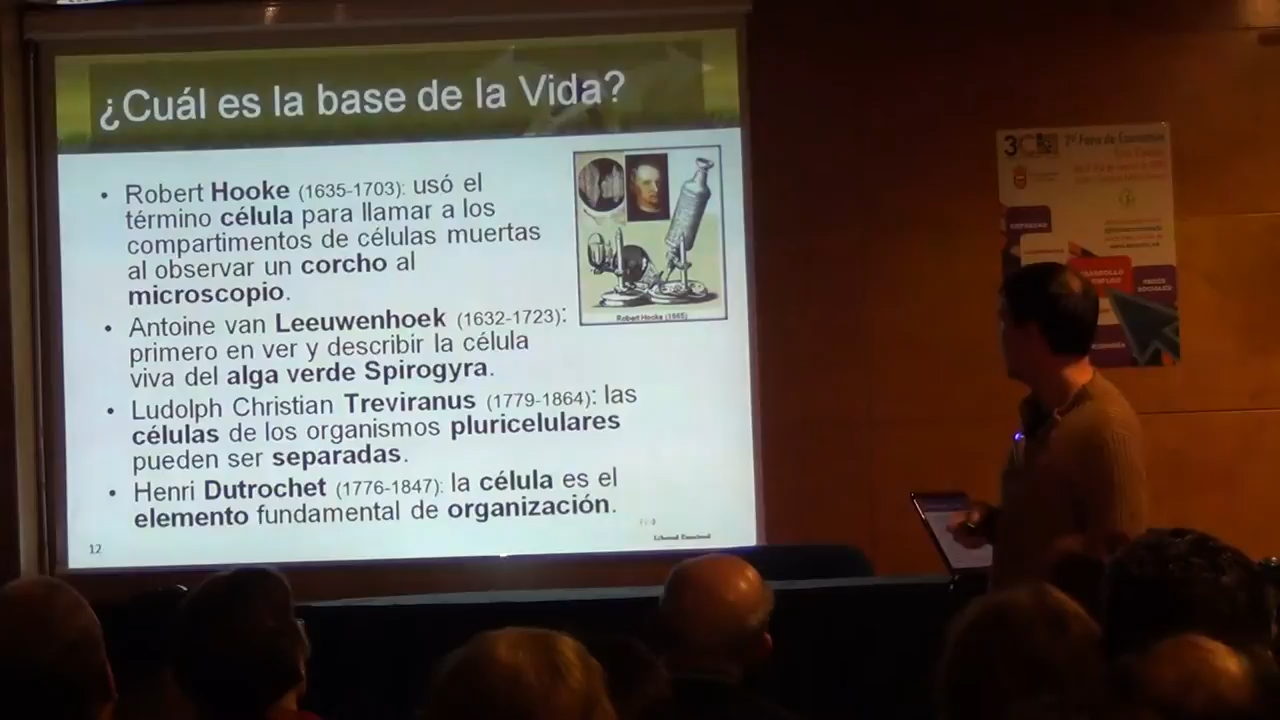 ¿Cuál es la base de la Vida?
• Robert Hooke (1635-1703): usó el
término célula para llamar a los
compartimentos de células muertas
al observar un corcho al
microscopio.
Robert Hooke (1665)
• Antoine van Leeuwenhoek (1632-1723):
primero en ver y describir la célula
viva del alga verde Spirogyra.
• Ludolph Christian Treviranus (1779-1864): las
células de los organismos pluricelulares
pueden ser separadas.
• Henri Dutrochet (1776-1847): la célula es el
elemento fundamental de organización.
12
DESARROLLO
REDES
SOCIALES